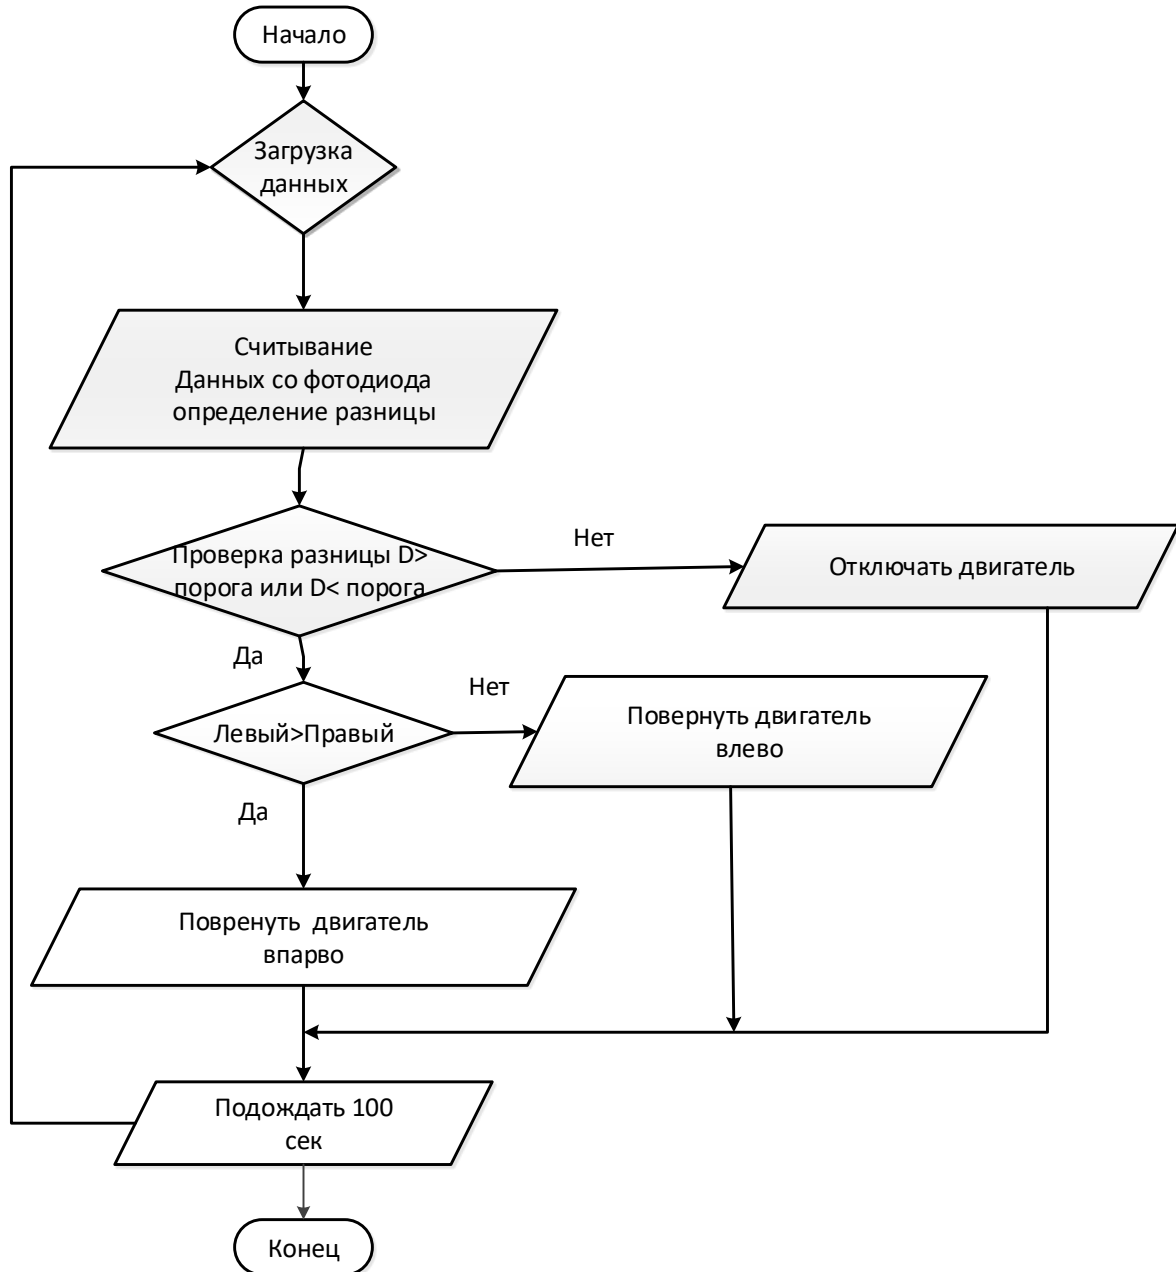 Начало
Загрузка
данных
Считывание
Данных со фотодиода
определение разницы
Проверка разницы D>
порога или D< порога
Нет
Отключать двигатель
Да
Левый>Правый
Нет
Повернуть двигатель
влево
Да
Повренуть двигатель
впарво
Подождать 100
сек
Конец